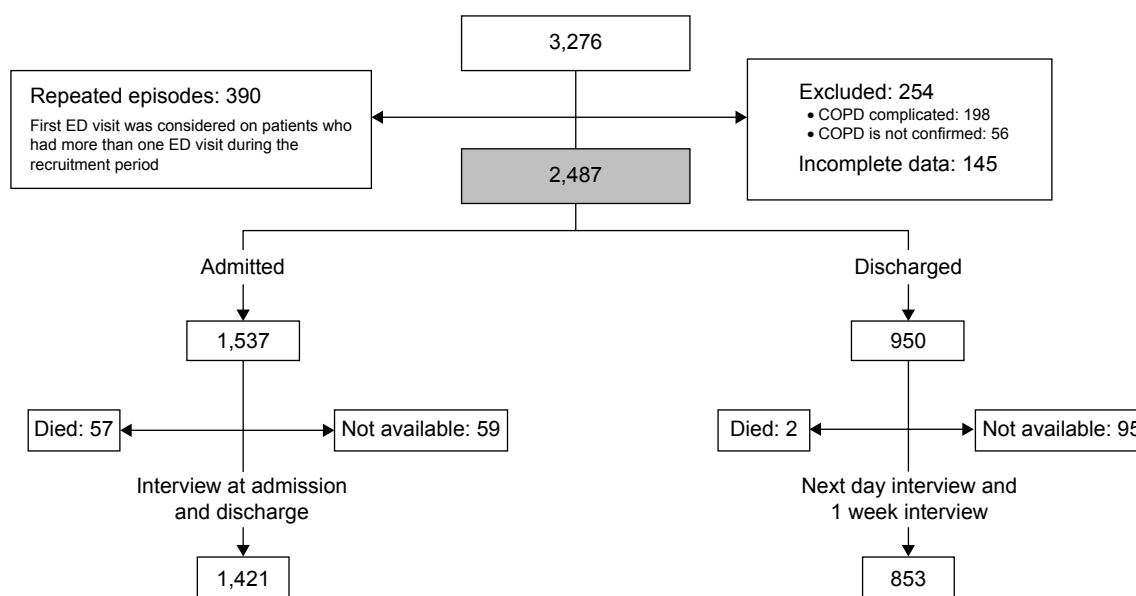 3,276
Repeated episodes: 390
First ED visit was considered on patients who
had more than one ED visit during the
recruitment period
Excluded: 254
• COPD complicated: 198
• COPD is not confirmed: 56
Incomplete data: 145
2,487
Admitted
Discharged
1,537
950
Died: 57
Not available: 59
Died: 2
Not available: 95
Interview at admission
and discharge
Next day interview and
1 week interview
1,421
853